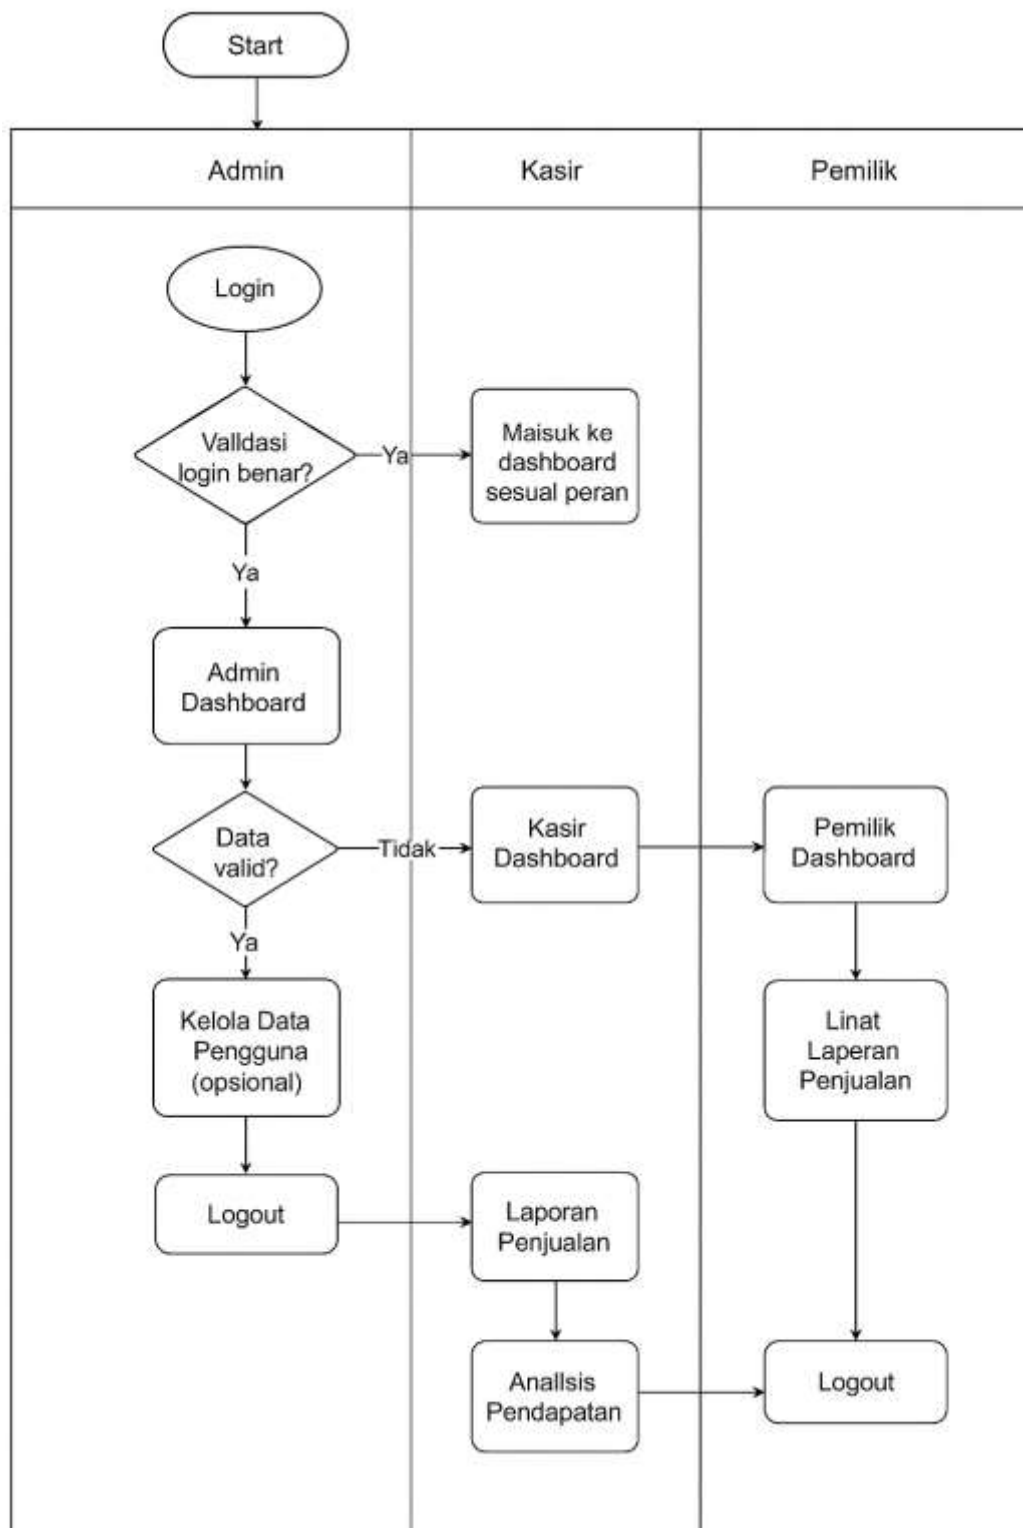 Start
Admin
Kasir
Pemilik
Login
Valldasi
login benar?
Ya
Maisuk ke
dashboard
sesual peran
Ya
Admin
Dashboard
Data
valid?
Tidak
Kasir
Dashboard
Pemilik
Dashboard
Ya
Kelola Data
Pengguna
(opsional)
Linat
Laperan
Penjualan
Logout
Laporan
Penjualan
Anallsis
Pendapatan
Logout